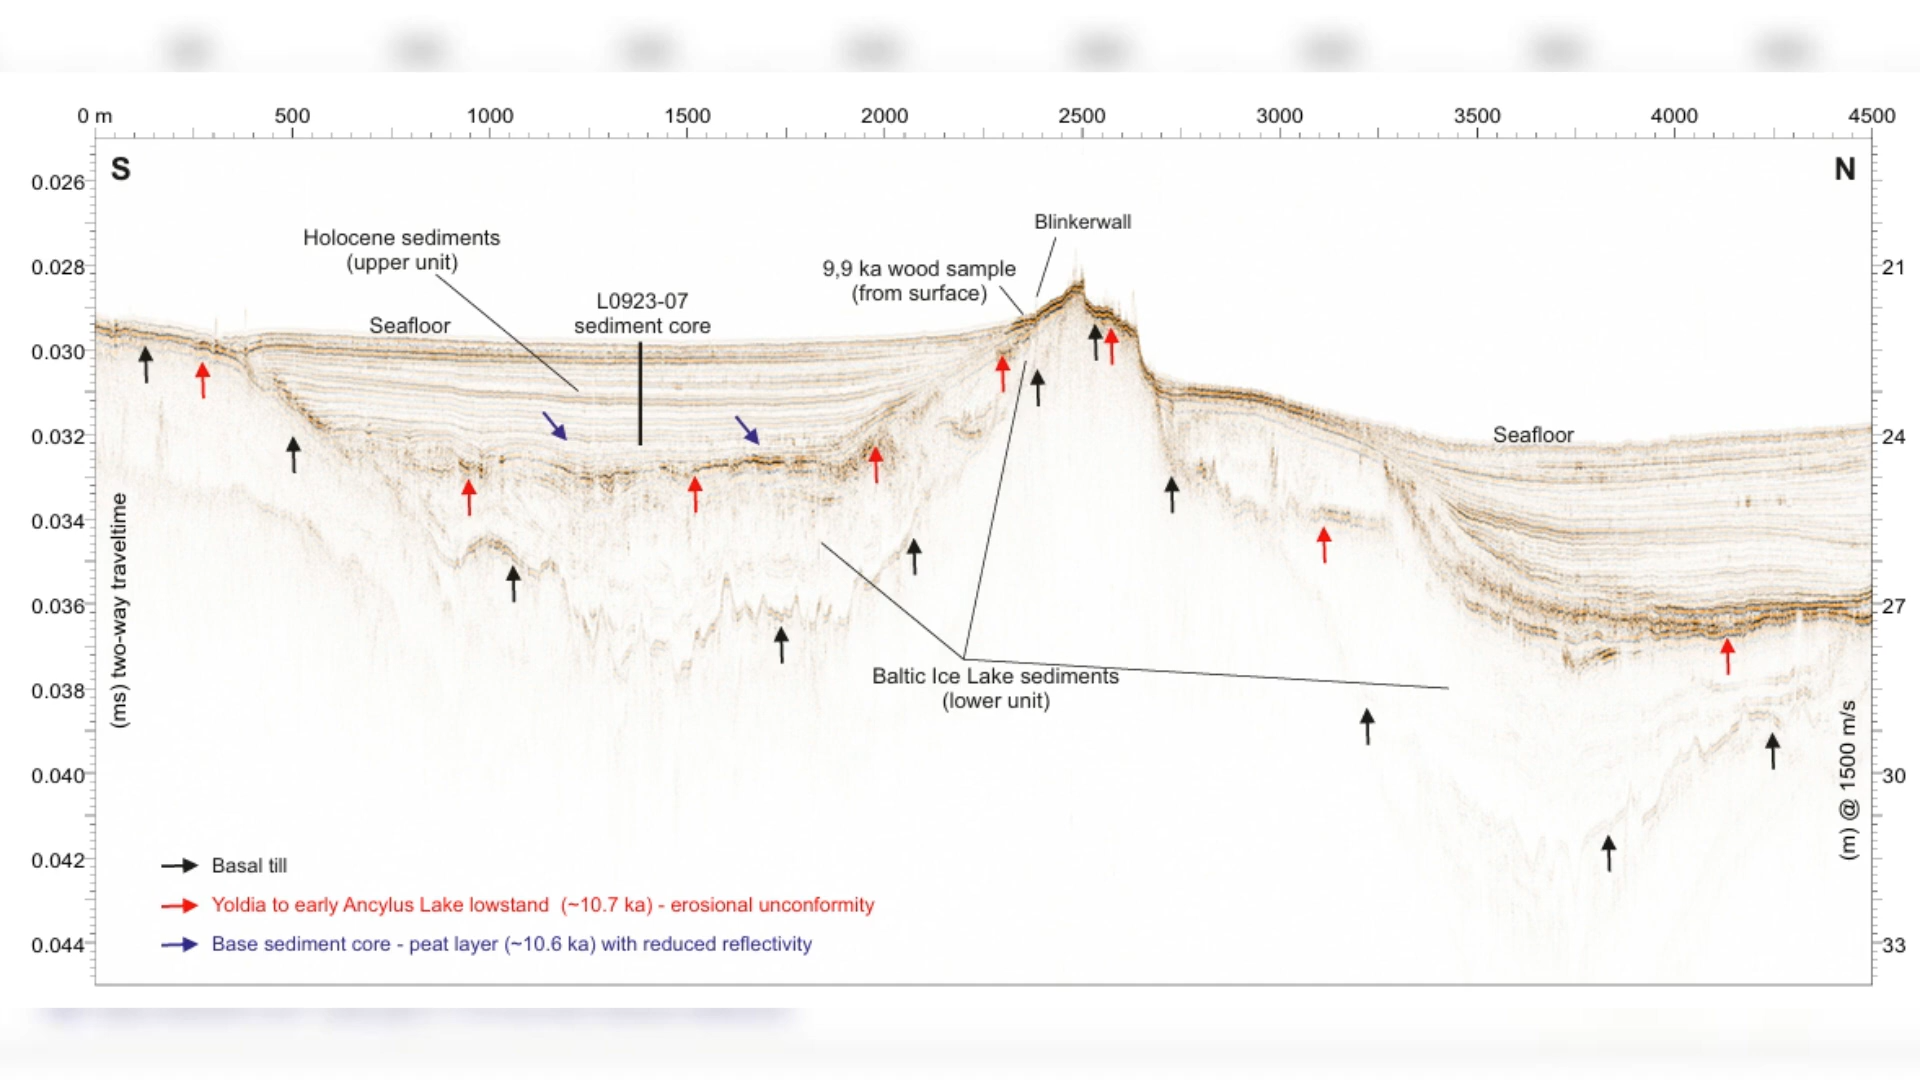 0 m 500 1000 1500 2000 2500 3000 3500 4000 4500
S N
0.026
Blinkerwall
Holocene sediments
(upper unit)
0.028
9,9 ka wood sample
(from surface)
21
L0923-07
sediment core
Seafloor
0.030
0.032
Seafloor
24
0.034
(ms) two-way traveltime
0.036
27
Baltic Ice Lake sediments
(lower unit)
0.038
(m) @ 1500 m/s
0.040
30
0.042
Basal till
Yoldia to early Ancylus Lake lowstand (~10.7 ka) - erosional unconformity
0.044
Base sediment core - peat layer (~10.6 ka) with reduced reflectivity
33